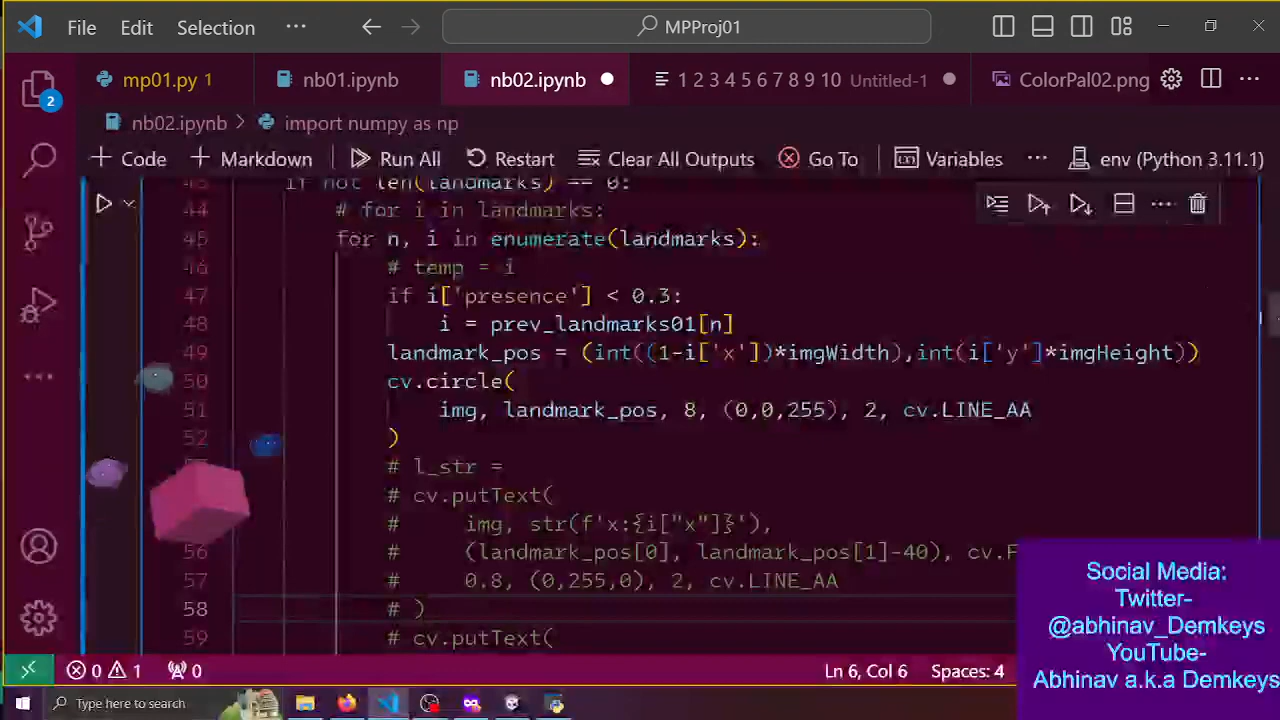 File Edit Selection ··· MPProj01
mp01.py 1 nb01.ipynb nb02.ipynb 1 2 3 4 5 6 7 8 9 10 Untitled-1 ColorPal02.png
2
nb02.ipynb > import numpy as np
+ Code + Markdown Run All Restart Clear All Outputs Go To Variables ··· env (Python 3.11.1)
if not len(landmarks) == 0:
44 # for i in landmarks:
45 for n, i in enumerate(landmarks):
46 # temp = i
47 if i['presence'] < 0.3:
48 i = prev_landmarks01[n]
49 landmark_pos = (int((1-i['x'])*imgWidth),int(i['y']*imgHeight))
50 cv.circle(
51 img, landmark_pos, 8, (0,0,255), 2, cv.LINE_AA
52 )
# l_str =
# cv.putText(
# img, str(f'x:{i["x"]}'),
56 # (landmark_pos[0], landmark_pos[1]-40), cv.F
57 # 0.8, (0,255,0), 2, cv.LINE_AA
58 # )
59 # cv.putText(
Social Media:
Twitter-
@abhinav_Demkeys
YouTube-
Abhinav a.k.a Demkeys
0 1 0 Ln 6, Col 6 Spaces: 4
Type here to search